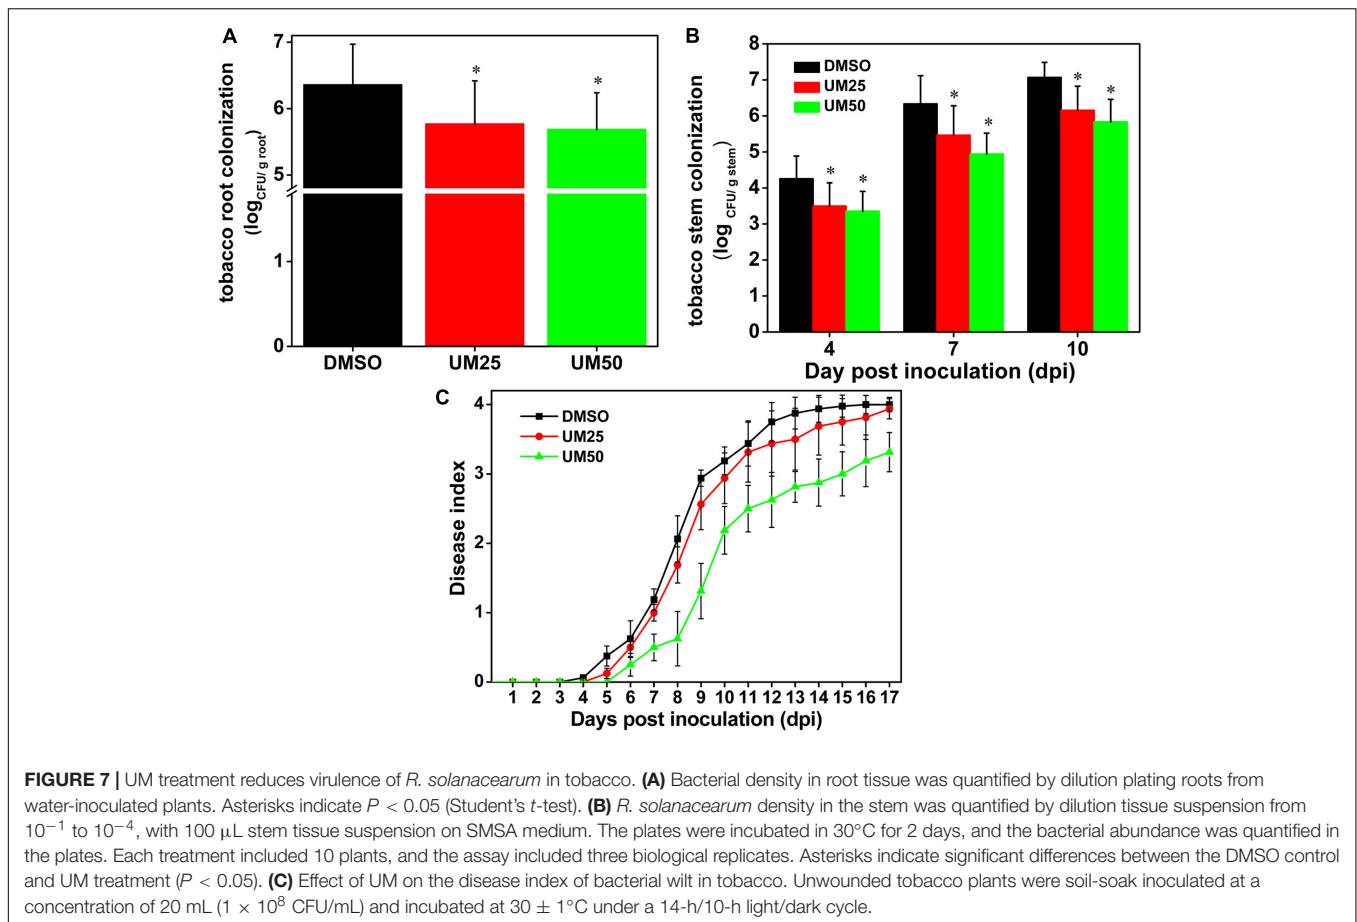 A
7
6
5
1
0
tobacco root colonization
(log CFU/ g root)
*
*
DMSO
UM25
UM50
B
8
7
6
5
4
3
2
1
0
tobacco stem colonization
(log CFU/ g stem)
DMSO
UM25
UM50
*
*
*
*
*
*
4
7
10
Day post inoculation (dpi)
C
4
3
2
1
0
Disease index
DMSO
UM25
UM50
1 2 3 4 5 6 7 8 9 10 11 12 13 14 15 16 17
Days post inoculation (dpi)
FIGURE 7 | UM treatment reduces virulence of R. solanacearum in tobacco. (A) Bacterial density in root tissue was quantified by dilution plating roots from
water-inoculated plants. Asterisks indicate P < 0.05 (Student's t-test). (B) R. solanacearum density in the stem was quantified by dilution tissue suspension from
10−1 to 10−4, with 100 μL stem tissue suspension on SMSA medium. The plates were incubated in 30°C for 2 days, and the bacterial abundance was quantified in
the plates. Each treatment included 10 plants, and the assay included three biological replicates. Asterisks indicate significant differences between the DMSO control
and UM treatment (P < 0.05). (C) Effect of UM on the disease index of bacterial wilt in tobacco. Unwounded tobacco plants were soil-soak inoculated at a
concentration of 20 mL (1 × 108 CFU/mL) and incubated at 30 ± 1°C under a 14-h/10-h light/dark cycle.